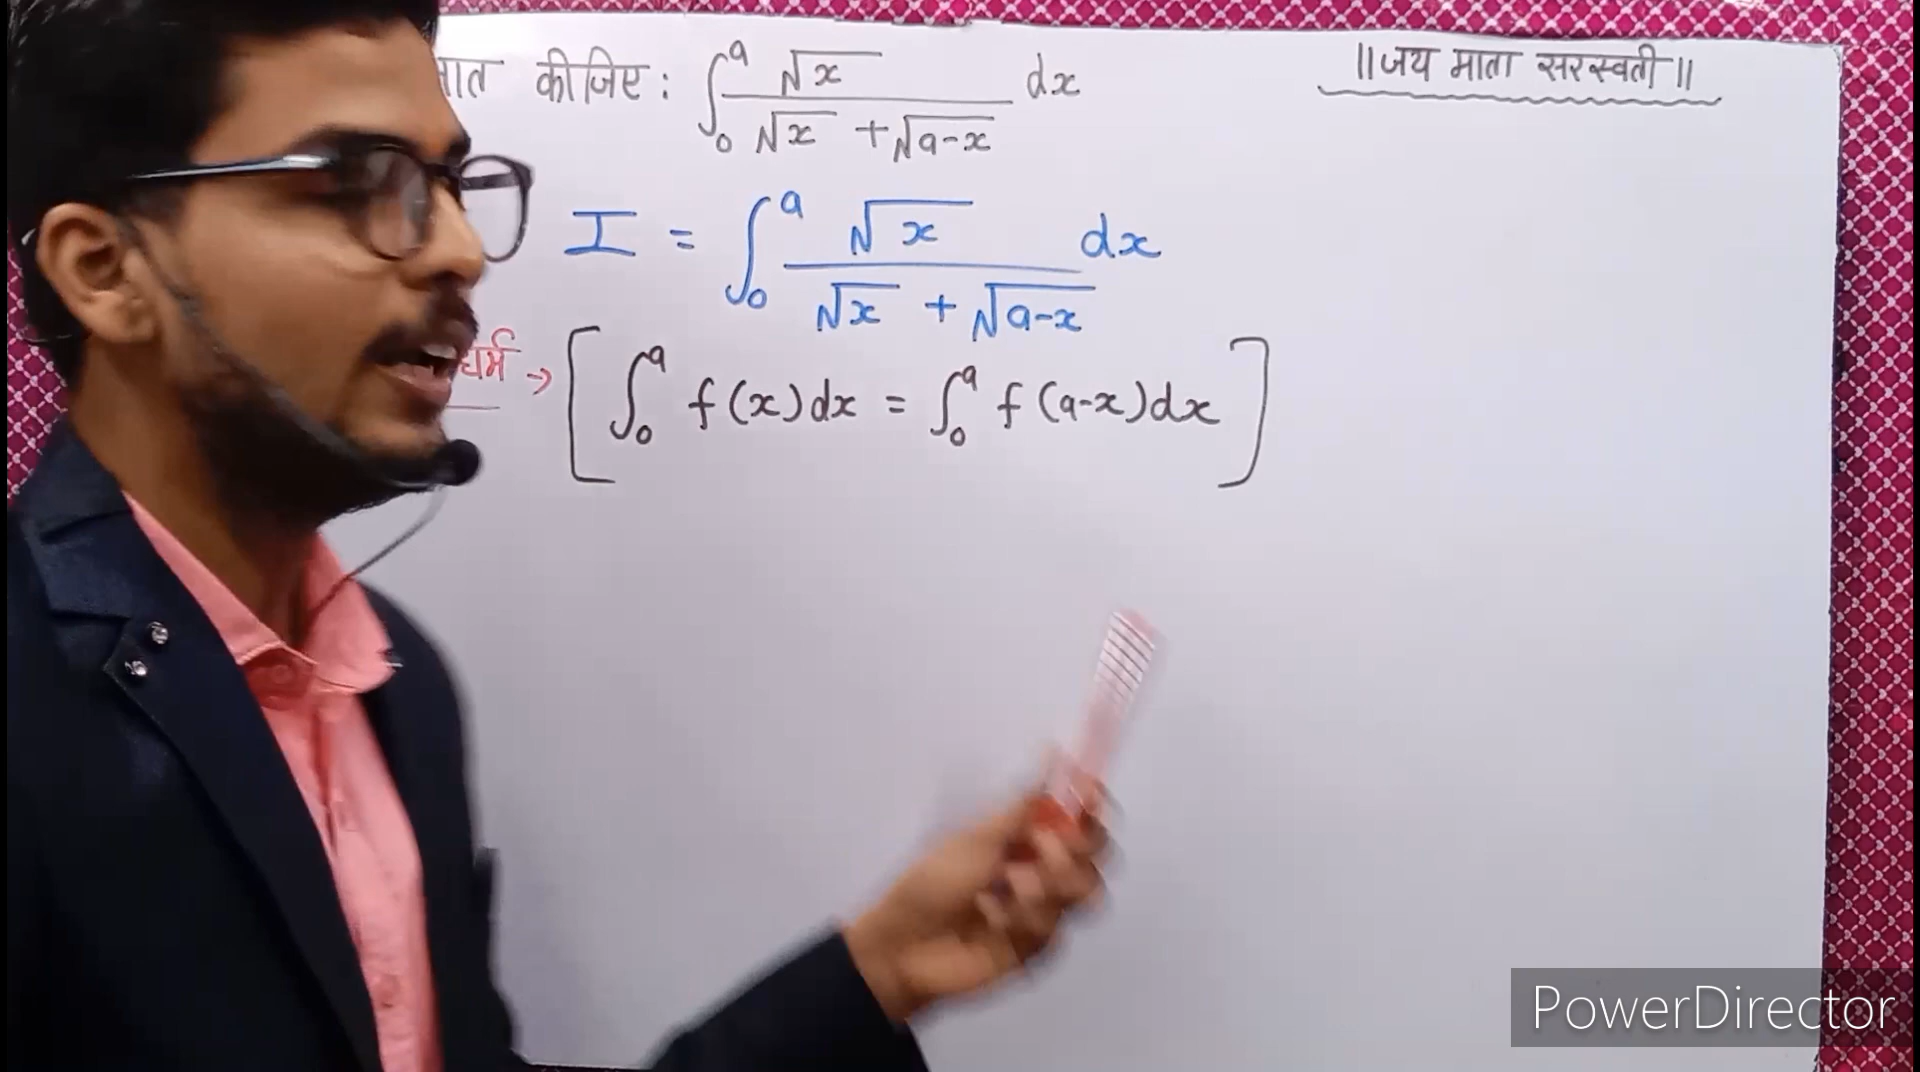 कीजिए : ∫₀ᵃ √x / (√x + √(a-x)) dx
॥जय माता सरस्वती॥
I = ∫₀ᵃ √x / (√x + √(a-x)) dx
धर्म → [∫₀ᵃ f(x)dx = ∫₀ᵃ f(a-x)dx]
PowerDirector